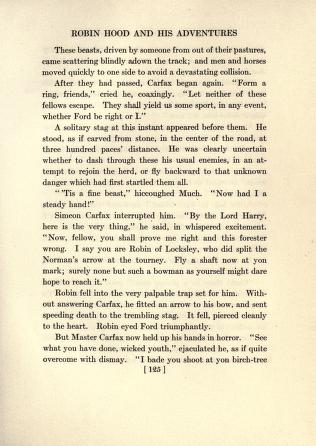 ROBIN HOOD AND HIS ADVENTURES
These beasts, driven by someone from out of their pastures,
came scattering blindly adown the track; and men and horses
moved quickly to one side to avoid a devastating collision.
After they had passed, Carfax began again. "Form a
ring, friends," cried he, coaxingly. "Let neither of these
fellows escape. They shall yield us some sport, in any event,
whether Ford be right or I."
A solitary stag at this instant appeared before them. He
stood, as if carved from stone, in the center of the road, at
three hundred paces' distance. He was clearly uncertain
whether to dash through these his usual enemies, in an at-
tempt to rejoin the herd, or fly backward to that unknown
danger which had first startled them all.
"'Tis a fine beast," hiccoughed Much. "Now had I a
steady hand!"
Simeon Carfax interrupted him. "By the Lord Harry,
here is the very thing," he said, in whispered excitement.
"Now, fellow, you shall prove me right and this forester
wrong. I say you are Robin of Locksley, who did split the
Norman's arrow at the tourney. Fly a shaft now at yon
mark; surely none but such a bowman as yourself might dare
hope to reach it."
Robin fell into the very palpable trap set for him. With-
out answering Carfax, he fitted an arrow to his bow, and sent
speeding death to the trembling stag. It fell, pierced cleanly
to the heart. Robin eyed Ford triumphantly.
But Master Carfax now held up his hands in horror. "See
what you have done, wicked youth," ejaculated he, as if quite
overcome with dismay. "I bade you shoot at yon birch-tree
[ 125 ]